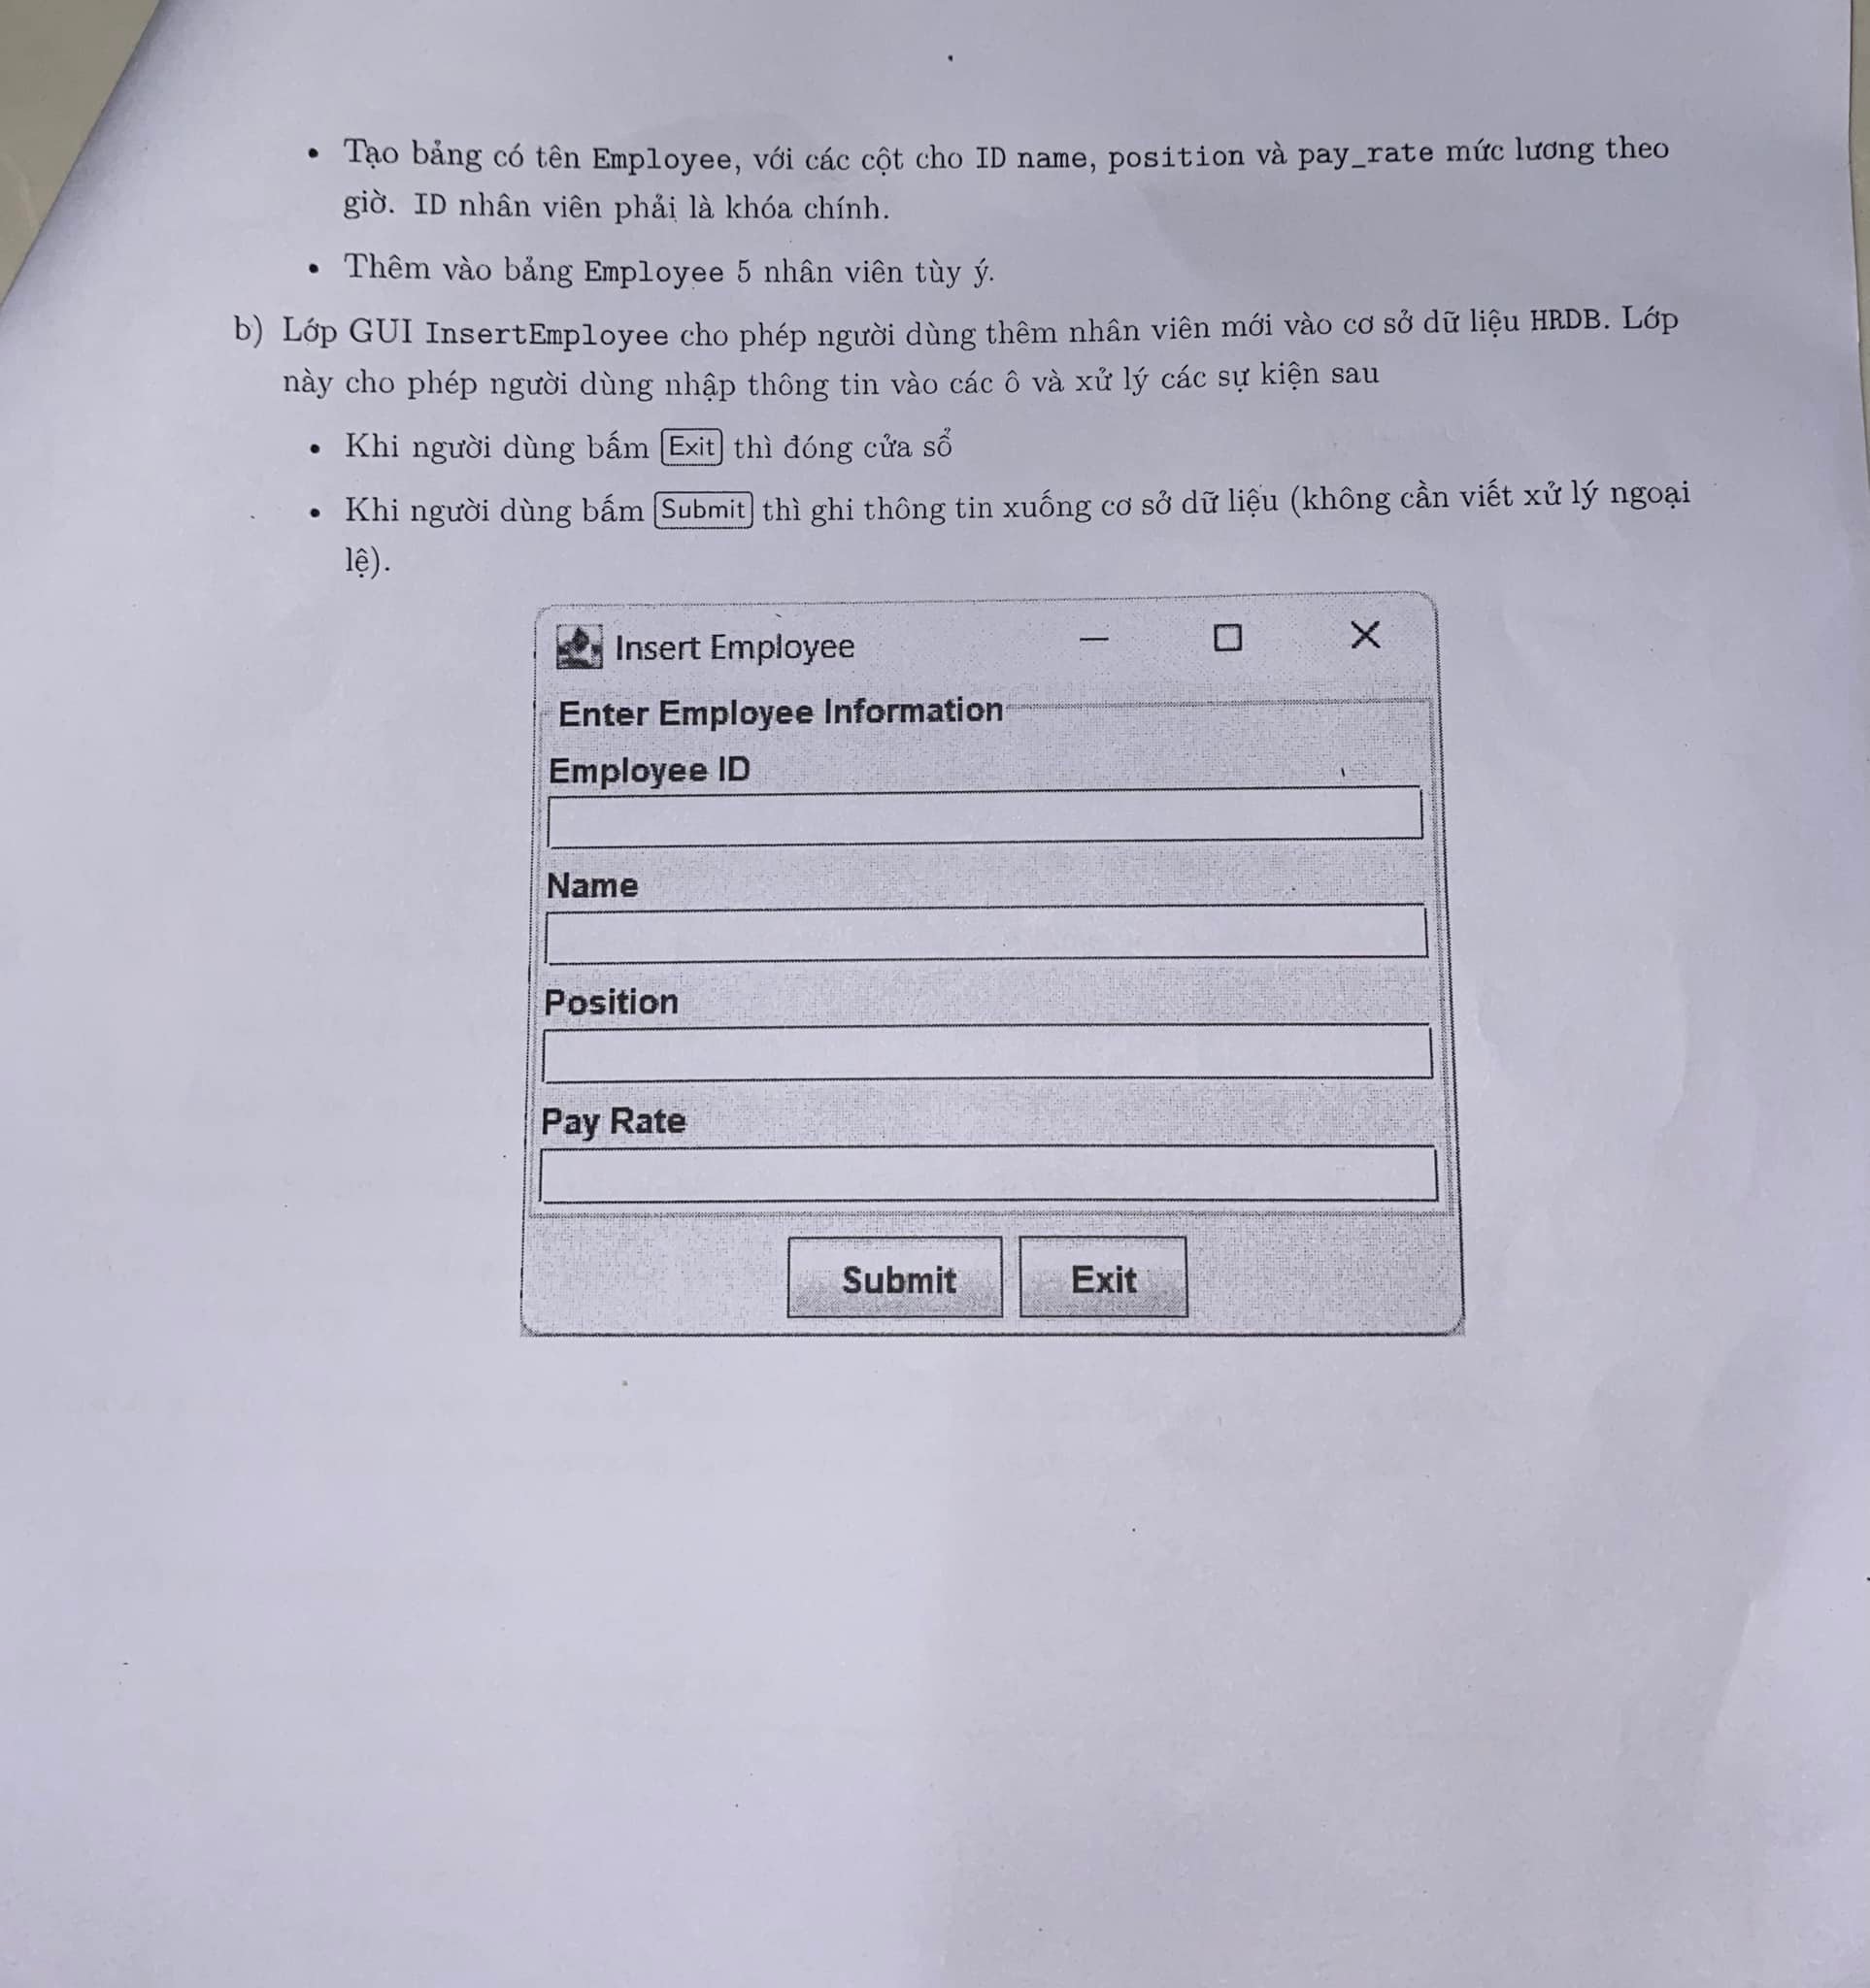 • Tạo bảng có tên Employee, với các cột cho ID name, position và pay_rate mức lương theo
giờ. ID nhân viên phải là khóa chính.
• Thêm vào bảng Employee 5 nhân viên tùy ý.
b) Lớp GUI InsertEmployee cho phép người dùng thêm nhân viên mới vào cơ sở dữ liệu HRDB. Lớp
này cho phép người dùng nhập thông tin vào các ô và xử lý các sự kiện sau
• Khi người dùng bấm Exit thì đóng cửa sổ
• Khi người dùng bấm Submit thì ghi thông tin xuống cơ sở dữ liệu (không cần viết xử lý ngoại
lệ).
Insert Employee
Enter Employee Information
Employee ID
Name
Position
Pay Rate
Submit Exit